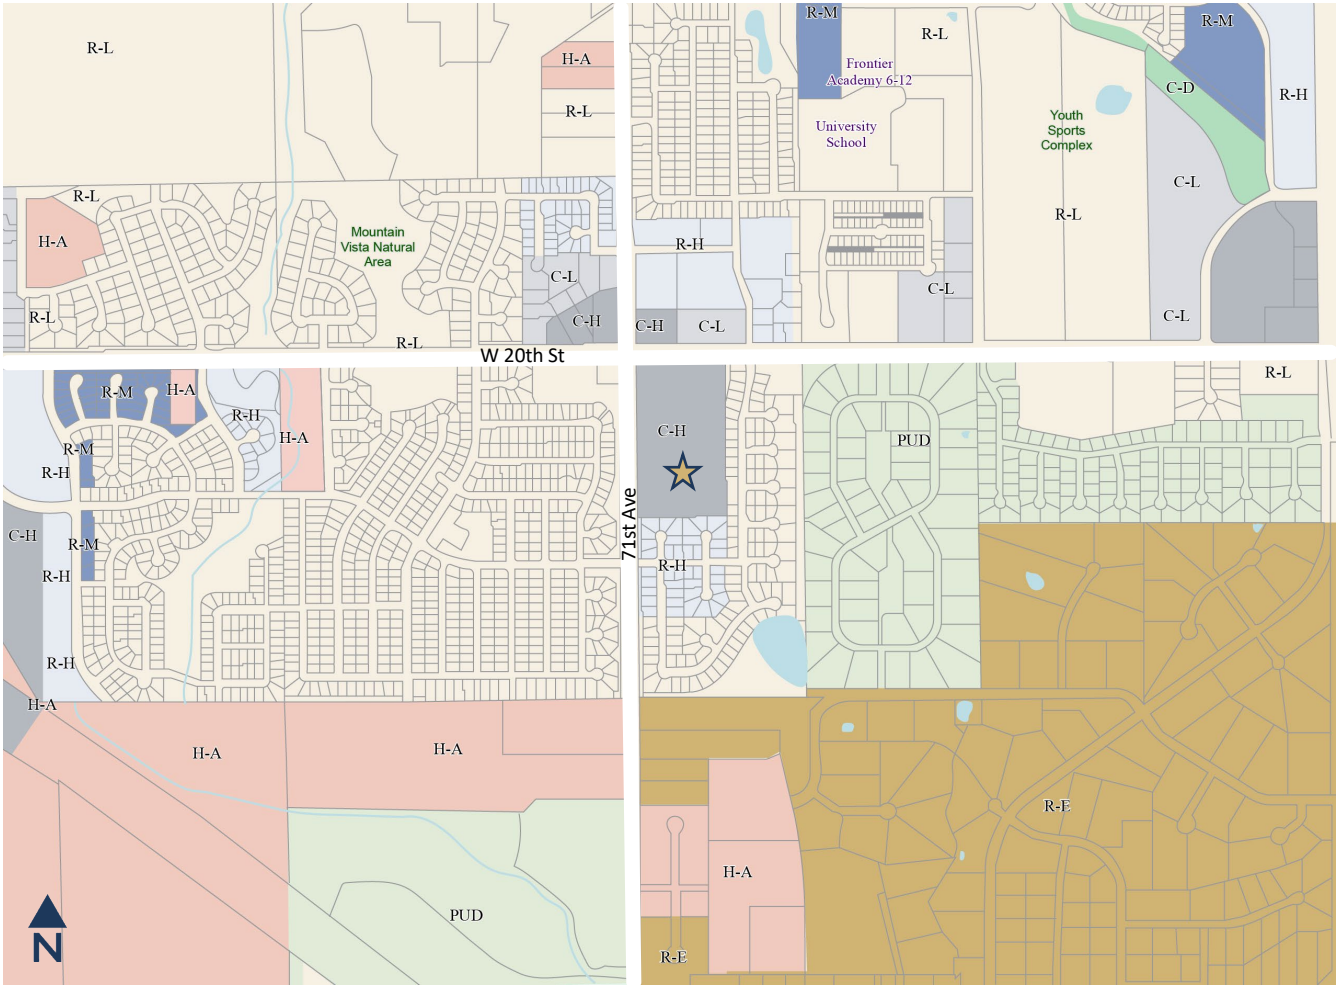 R-M
R-M
R-L
R-L
H-A
Frontier
Academy 6-12
C-D
R-H
R-L
University
School
Youth
Sports
Complex
R-L
C-L
R-L
H-A
Mountain
Vista Natural
Area
R-H
C-L
C-L
R-L
C-H
C-H
C-L
C-L
R-L
W 20th St
R-L
R-M
H-A
R-H
H-A
C-H
PUD
R-M
R-H
71st Ave
C-H
R-M
R-H
R-H
R-H
H-A
H-A
H-A
R-E
H-A
PUD
N
R-E